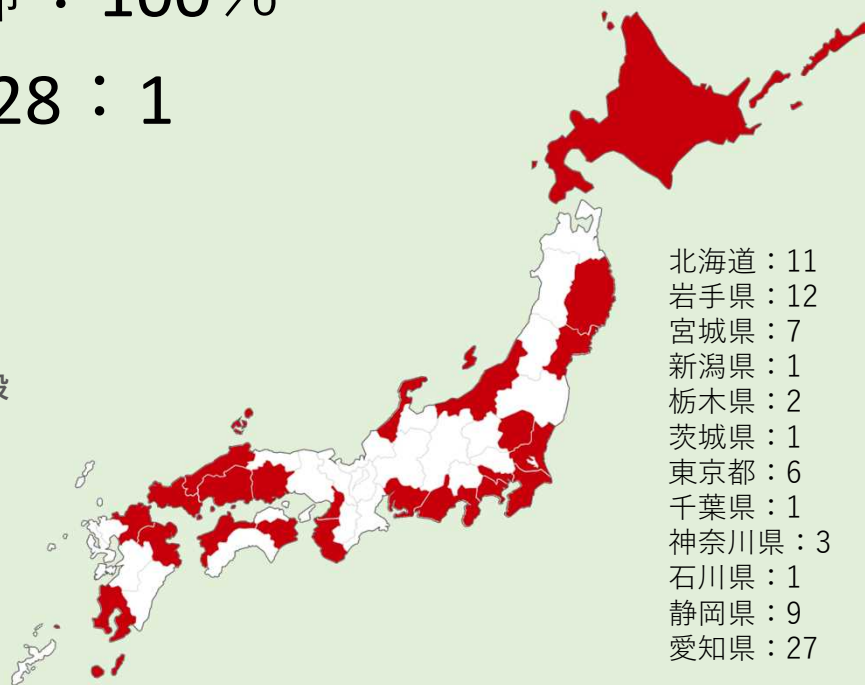 ：100%
28：1
北海道：11
岩手県：12
宮城県：7
新潟県：1
栃木県：2
茨城県：1
東京都：6
千葉県：1
神奈川県：3
石川県：1
静岡県：9
愛知県：27